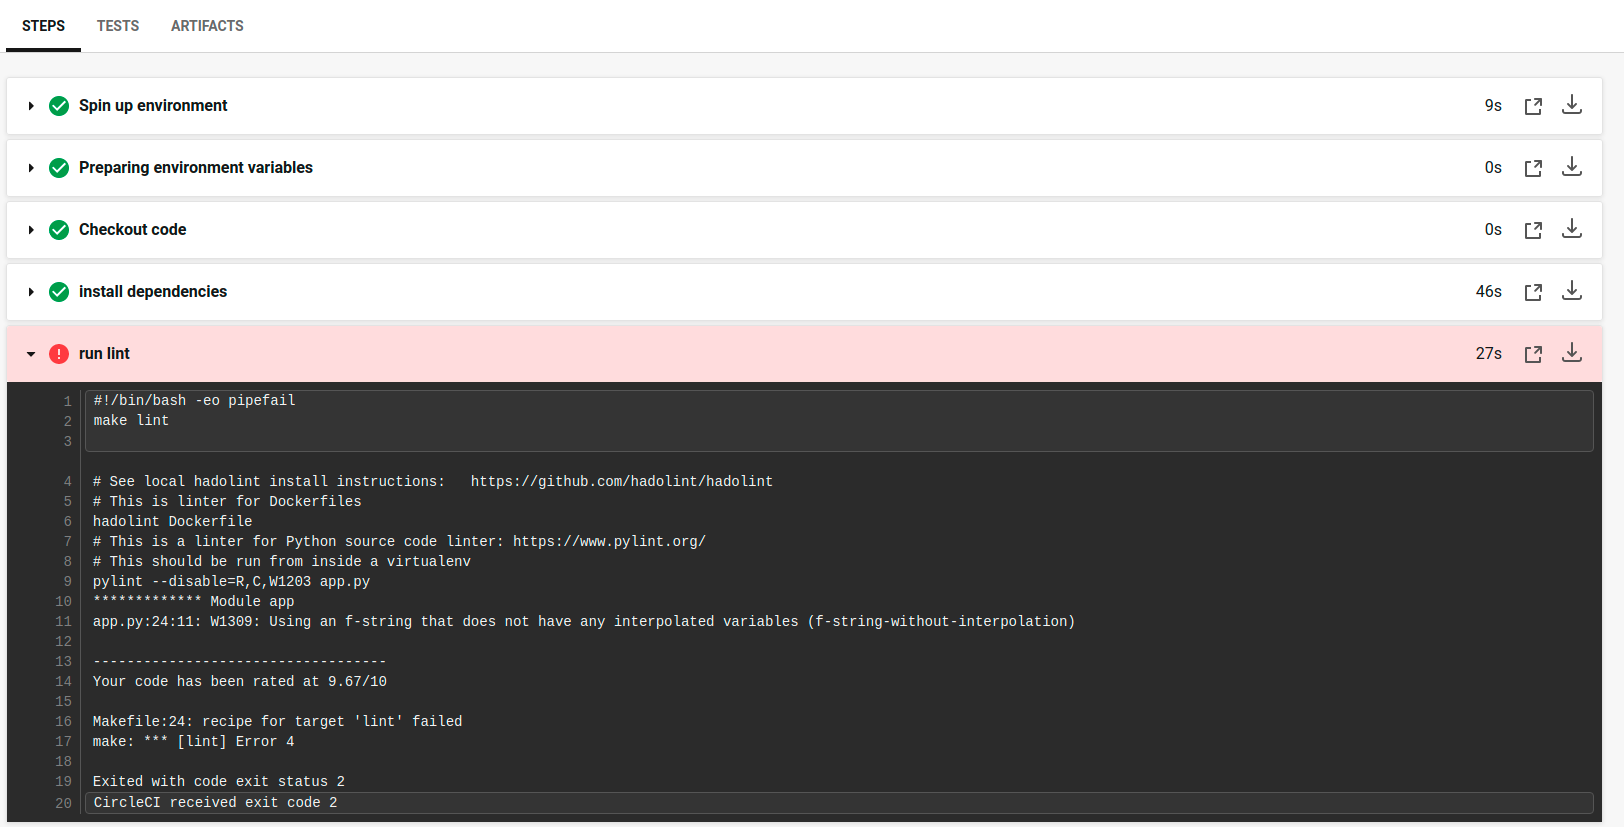 STEPS TESTS ARTIFACTS
Spin up environment 9s
Preparing environment variables 0s
Checkout code 0s
install dependencies 46s
run lint 27s
1 #!/bin/bash -eo pipefail
2 make lint
3
4 # See local hadolint install instructions:   https://github.com/hadolint/hadolint
5 # This is linter for Dockerfiles
6 hadolint Dockerfile
7 # This is a linter for Python source code linter: https://www.pylint.org/
8 # This should be run from inside a virtualenv
9 pylint --disable=R,C,W1203 app.py
10 ************* Module app
11 app.py:24:11: W1309: Using an f-string that does not have any interpolated variables (f-string-without-interpolation)
12
13 -----------------------------------
14 Your code has been rated at 9.67/10
15
16 Makefile:24: recipe for target 'lint' failed
17 make: *** [lint] Error 4
18
19 Exited with code exit status 2
20 CircleCI received exit code 2